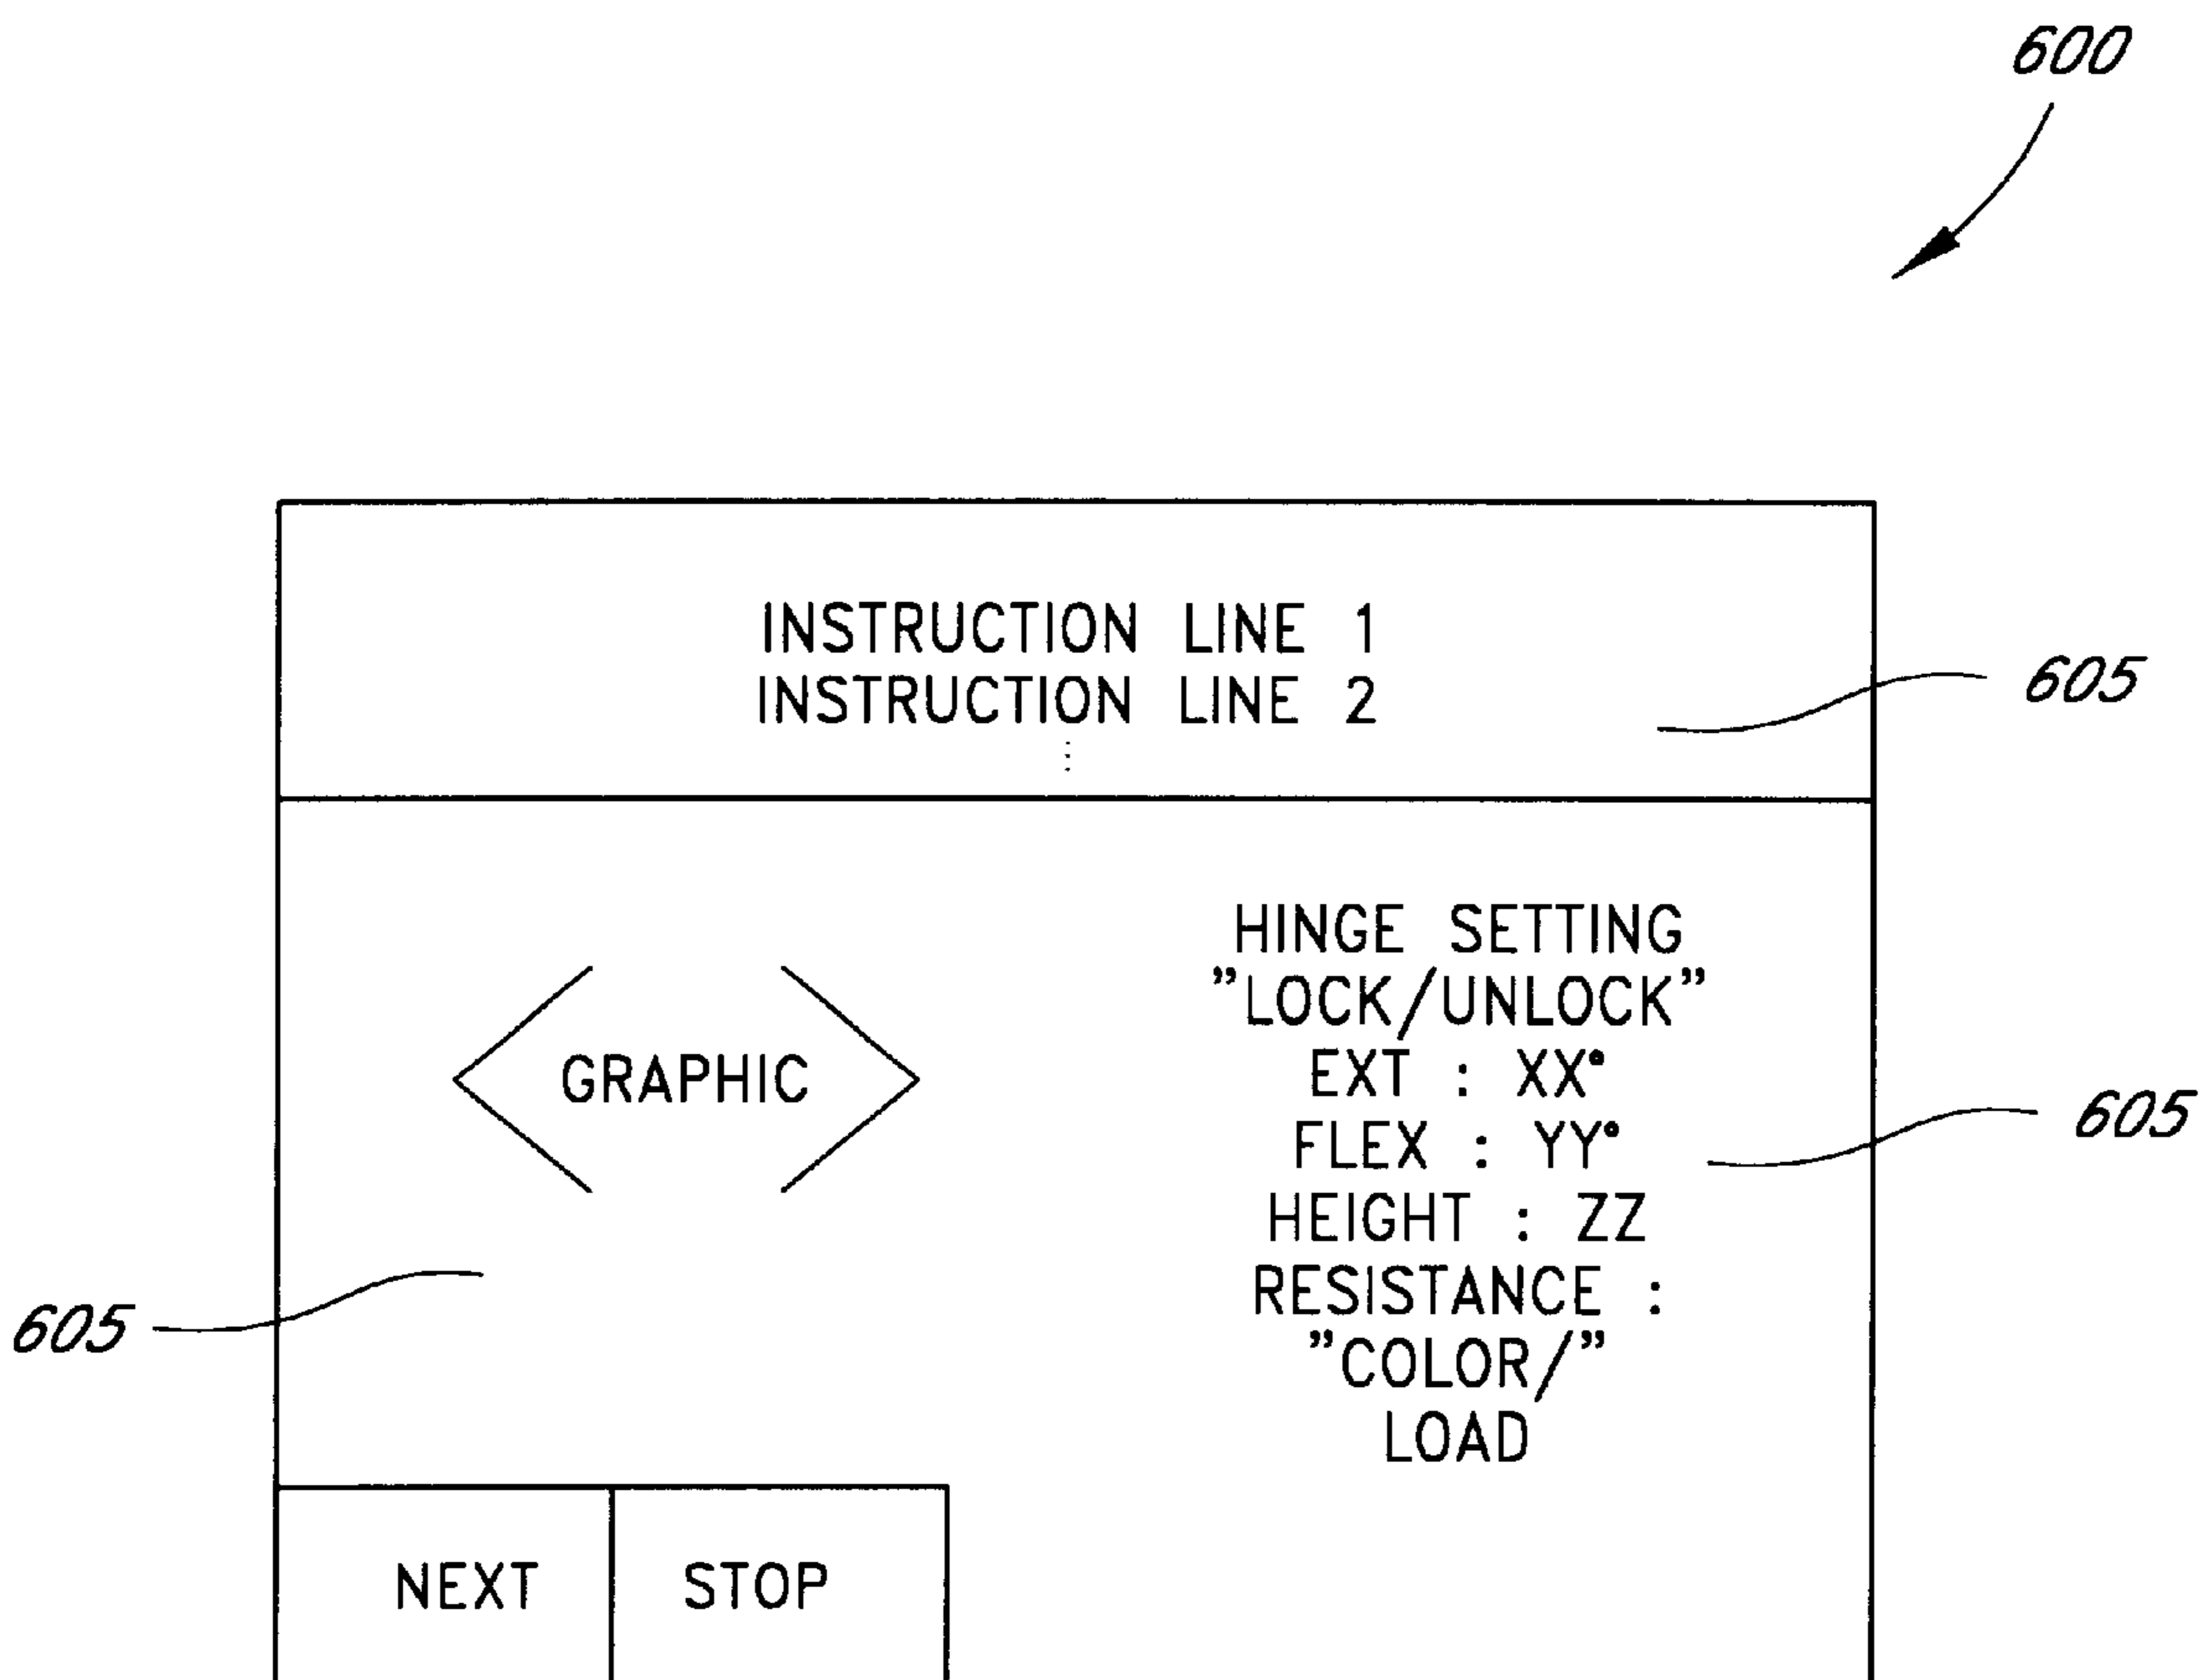 600
INSTRUCTION LINE 1
INSTRUCTION LINE 2
605
HINGE SETTING
"LOCK/UNLOCK"
GRAPHIC
EXT : XX°
FLEX : YY°
605
HEIGHT : ZZ
RESISTANCE :
605
"COLOR/"
LOAD
NEXT
STOP